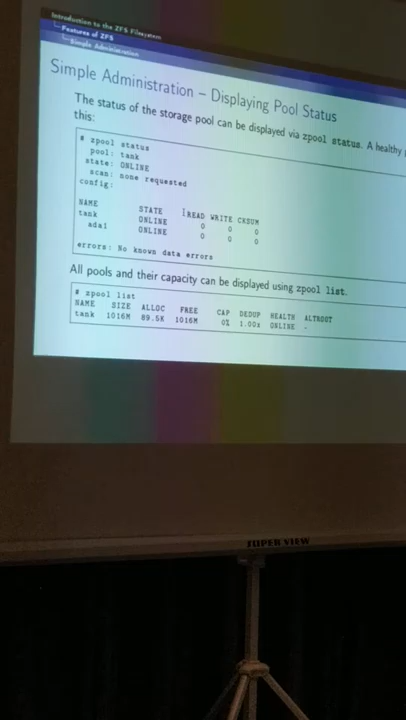 Introduction to the ZFS Filesystem
Features of ZFS
Simple Administration
Simple Administration – Displaying Pool Status
The status of the storage pool can be displayed via zpool status. A healthy
this:
# zpool status
pool: tank
state: ONLINE
scan: none requested
config:
NAME STATE READ WRITE CKSUM
tank ONLINE 0 0 0
ada1 ONLINE 0 0 0
errors: No known data errors
All pools and their capacity can be displayed using zpool list.
# zpool list
NAME SIZE ALLOC FREE CAP DEDUP HEALTH ALTROOT
tank 1016M 89.5K 1016M 0% 1.00x ONLINE -
SUPER VIEW